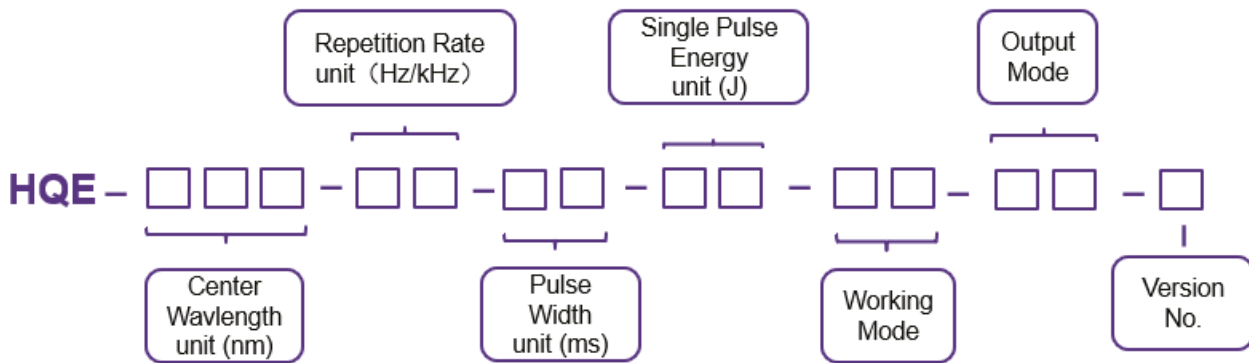 Repetition Rate
unit（Hz/kHz）
Single Pulse
Energy
unit (J)
Output
Mode
HQE – □□□ – □□ – □□ – □□ – □□ – □□ – □
Center
Wavlength
unit (nm)
Pulse
Width
unit (ms)
Working
Mode
Version
No.